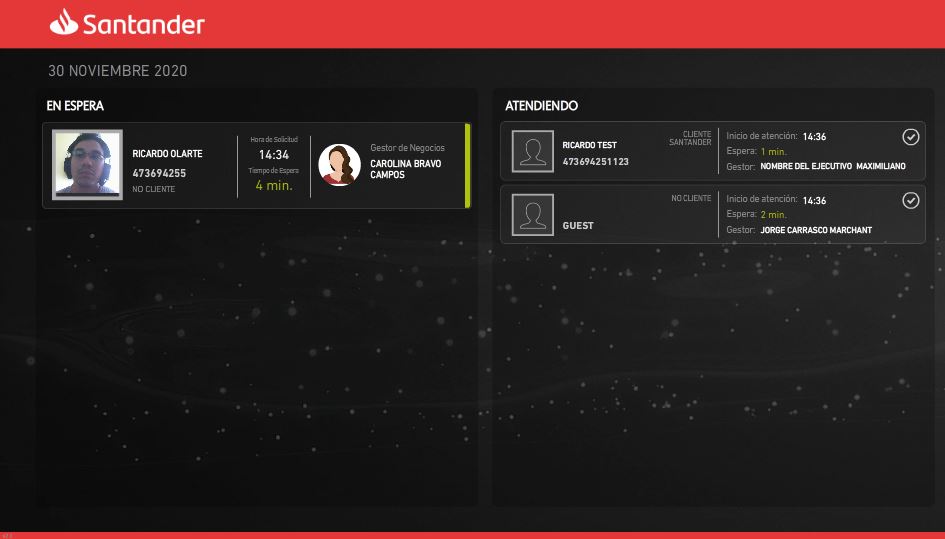 Santander
30 NOVIEMBRE 2020
EN ESPERA
RICARDO OLARTE
473694255
NO CLIENTE
Hora de Solicitud
14:34
Tiempo de Espera
4 min.
Gestor de Negocios
CAROLINA BRAVO
CAMPOS
ATENDIENDO
RICARDO TEST
473694251123
CLIENTE
SANTANDER
Inicio de atención: 14:36
Espera: 1 min.
Gestor: NOMBRE DEL EJECUTIVO MAXIMILIANO
GUEST
NO CLIENTE
Inicio de atención: 14:36
Espera: 2 min.
Gestor: JORGE CARRASCO MARCHANT